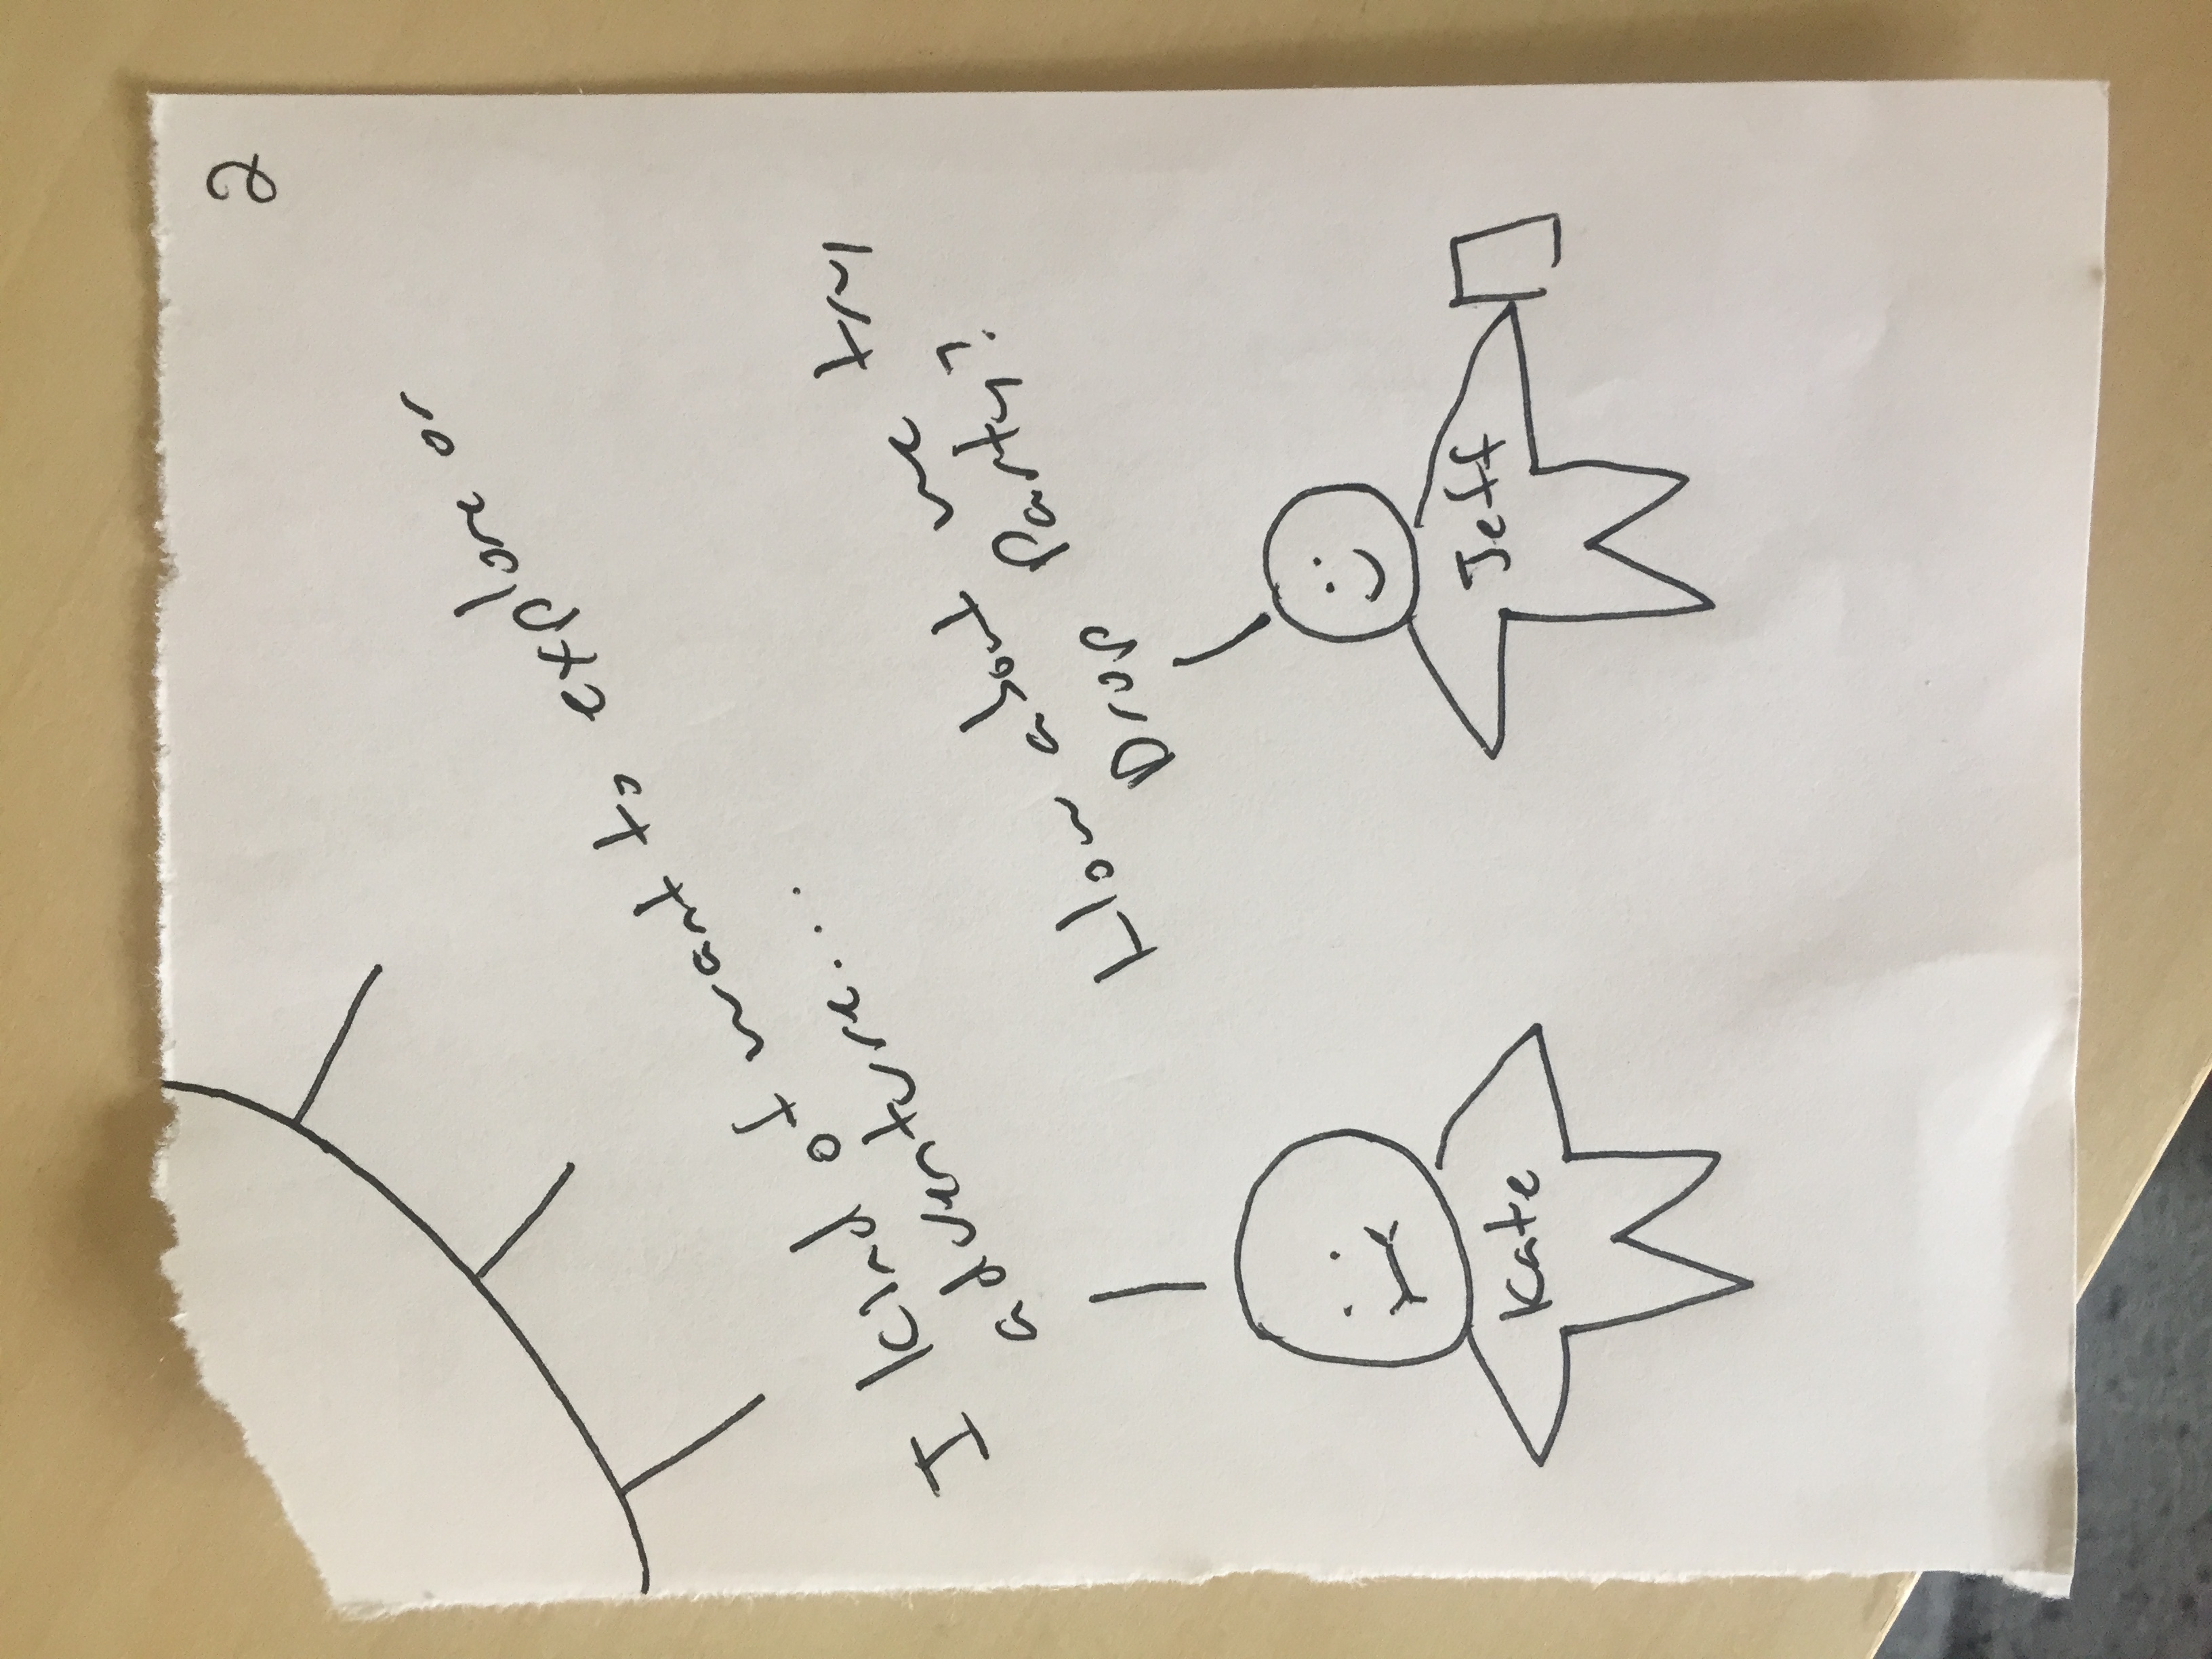 2
I kind of want to explore or
adventure...
How about we try
Drop Party?
Kate
Jeff